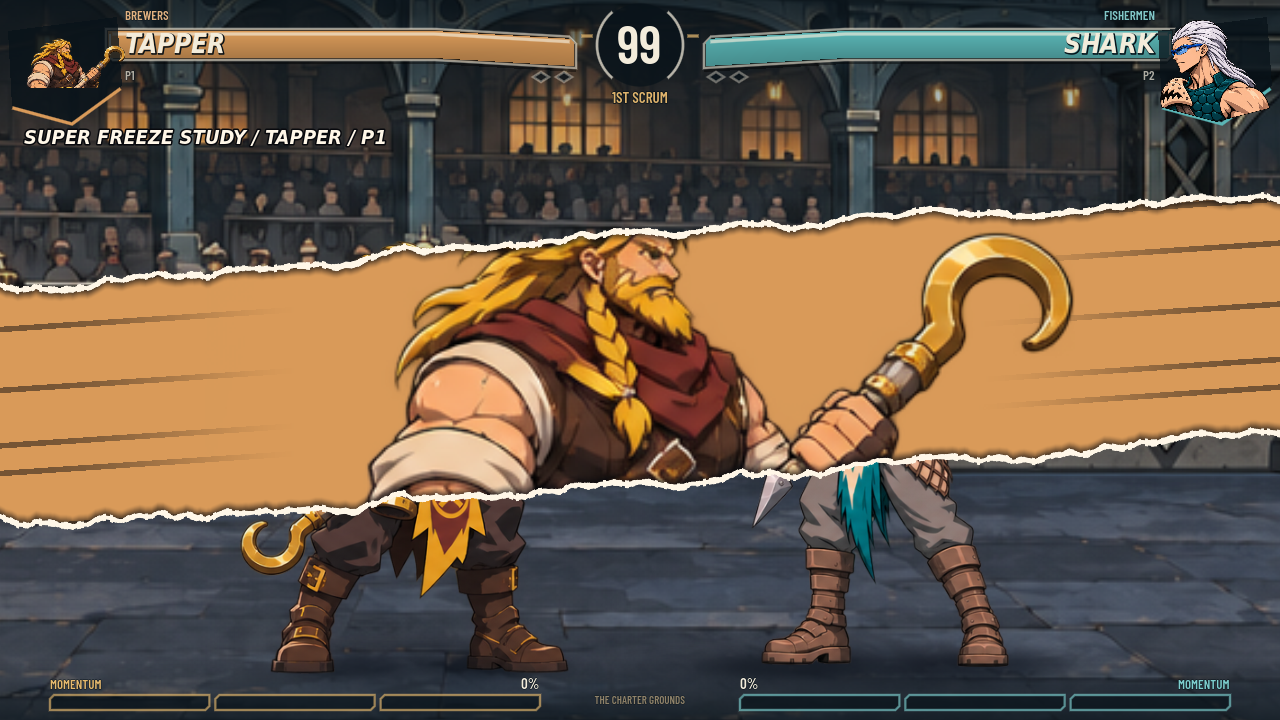 BREWERS
TAPPER
P1
99
1ST SCRUM
FISHERMEN
SHARK
P2
SUPER FREEZE STUDY / TAPPER / P1
MOMENTUM
0%
THE CHARTER GROUNDS
0%
MOMENTUM